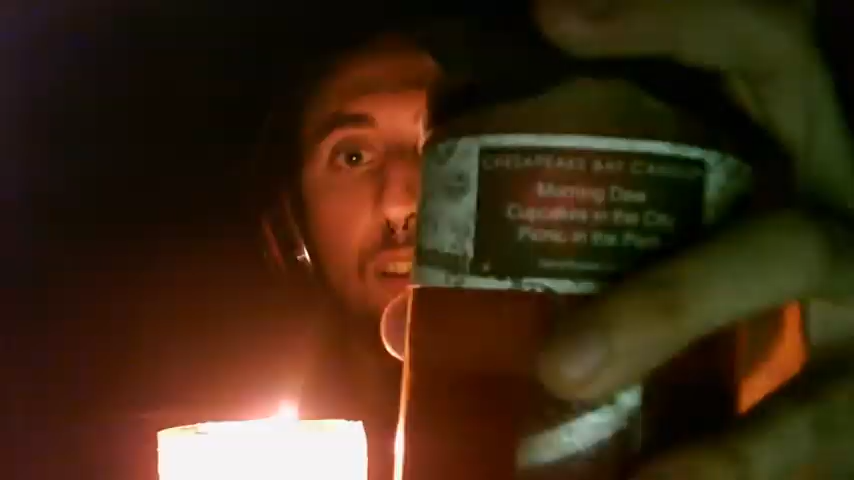 CHESAPEAKE BAY CANDLE
Morning Dew
Cupcakes in the City
Picnic in the Park